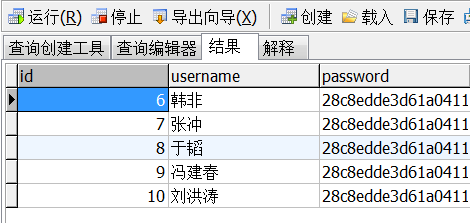 运行(R) 停止 导出向导(X) 创建 载入 保存
查询创建工具 查询编辑器 结果 解释
id username password
6 韩非 28c8edde3d61a0411
7 张冲 28c8edde3d61a0411
8 于韬 28c8edde3d61a0411
9 冯建春 28c8edde3d61a0411
10 刘洪涛 28c8edde3d61a0411